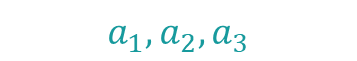 a₁, a₂, a₃